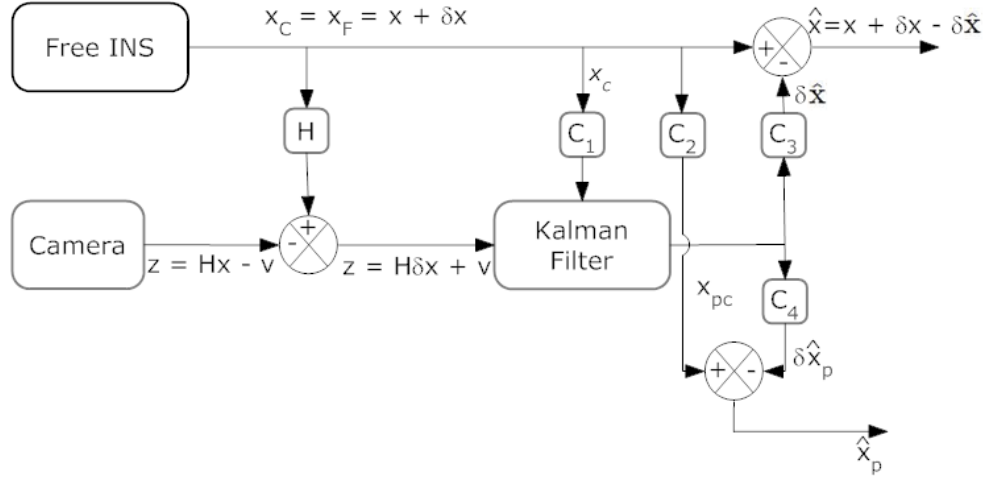 x_C = x_F = x + δx
x̂=x + δx - δx̂
Free INS
+
-
x_c
δx̂
H
C_1
C_2
C_3
+
-
Camera
Kalman
Filter
z = Hx - v
z = Hδx + v
x_pc
C_4
+
-
δx̂_p
x̂_p